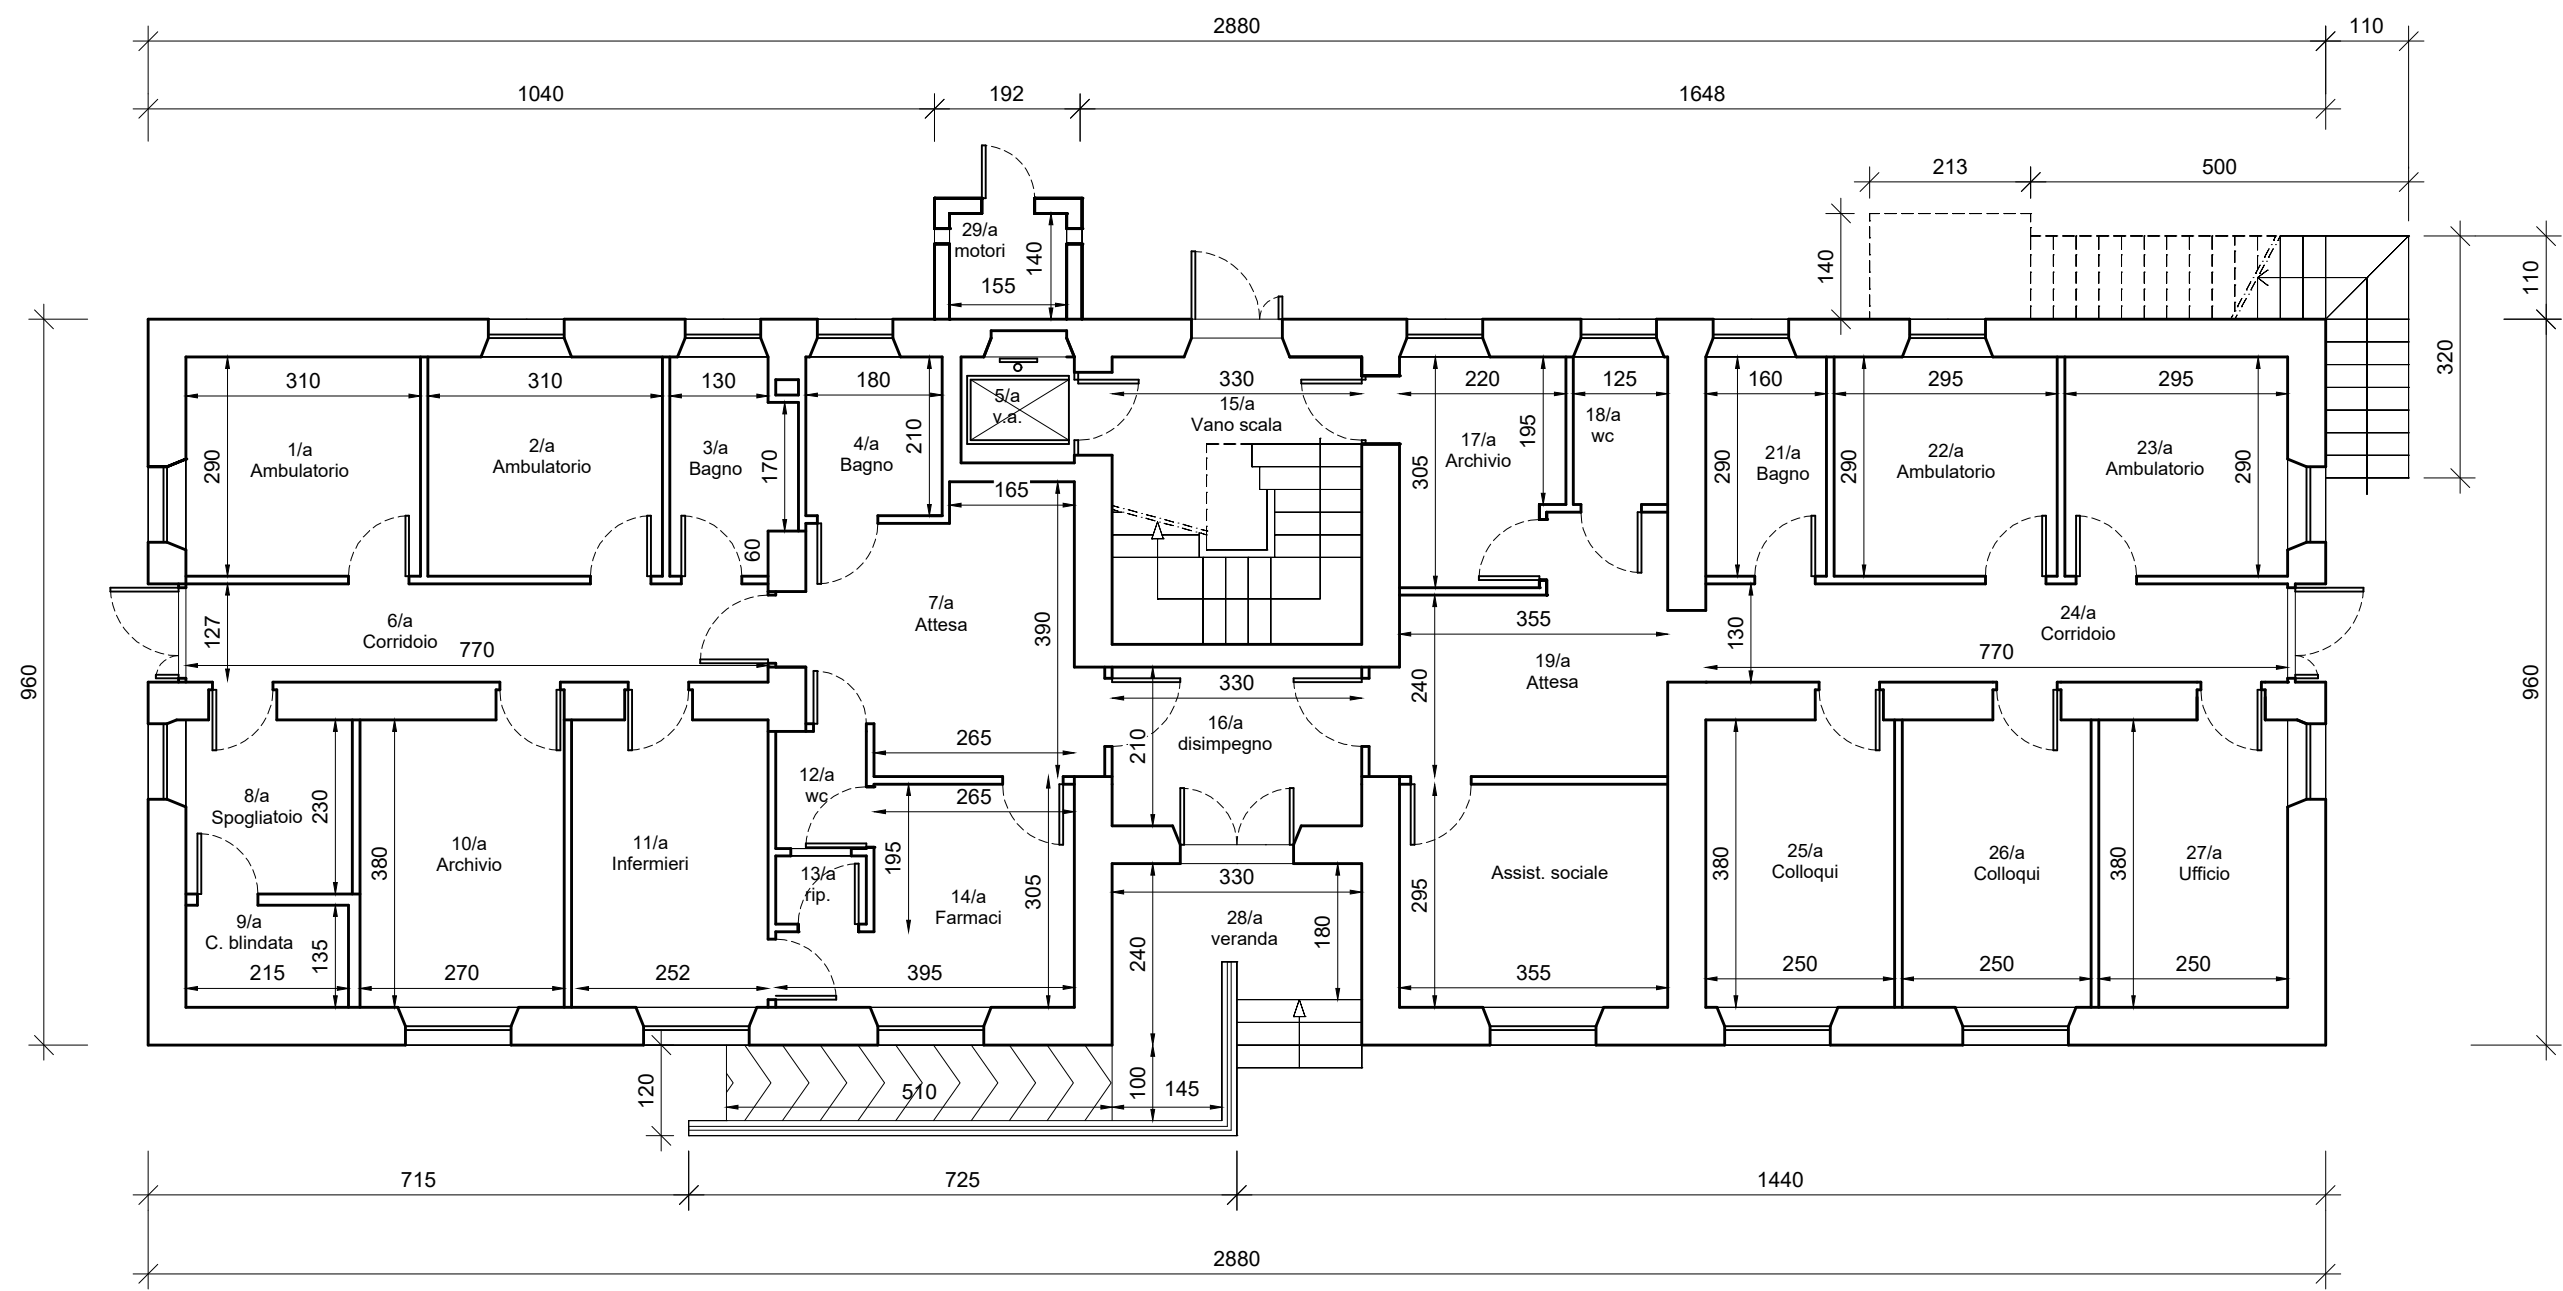 2880
110
1040
192
1648
213
500
29/a
motori
140
155
140
110
320
310
310
130
180
5/a
v.a.
330
15/a
Vano scala
220
125
160
295
295
1/a
Ambulatorio
290
2/a
Ambulatorio
3/a
Bagno
170
4/a
Bagno
210
165
17/a
Archivio
305
195
18/a
wc
21/a
Bagno
290
22/a
Ambulatorio
290
23/a
Ambulatorio
290
60
127
6/a
Corridoio
770
7/a
Attesa
390
355
19/a
Attesa
240
130
24/a
Corridoio
770
960
960
330
16/a
disimpegno
210
265
265
12/a
wc
8/a
Spogliatoio
230
10/a
Archivio
380
11/a
Infermieri
13/a
rip.
195
14/a
Farmaci
305
9/a
C. blindata
135
215
270
252
395
330
28/a
veranda
180
240
Assist. sociale
295
355
25/a
Colloqui
380
26/a
Colloqui
380
27/a
Ufficio
250
250
250
120
510
100
145
715
725
1440
2880